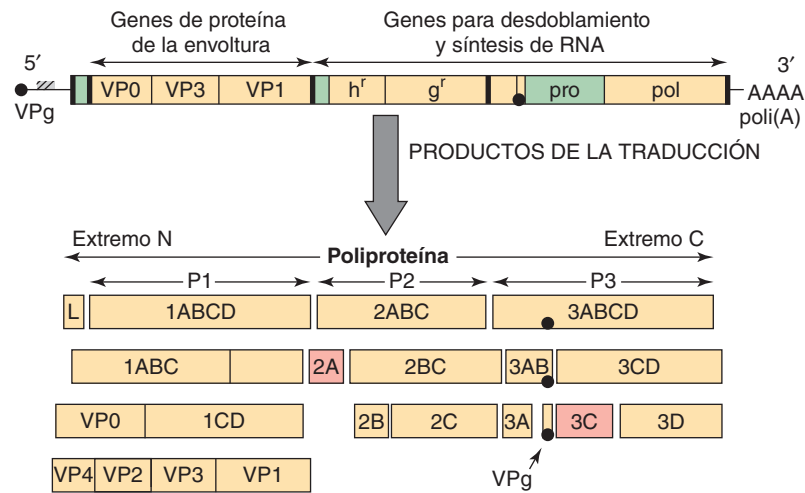 Genes de proteína
de la envoltura
Genes para desdoblamiento
y síntesis de RNA
5′
3′
VPg
VP0 VP3 VP1 hʳ gʳ pro pol
AAAA
poli(A)
PRODUCTOS DE LA TRADUCCIÓN
Extremo N
Poliproteína
Extremo C
P1 P2 P3
L 1ABCD 2ABC 3ABCD
1ABC 2A 2BC 3AB 3CD
VP0 1CD 2B 2C 3A 3C 3D
VP4 VP2 VP3 VP1
VPg